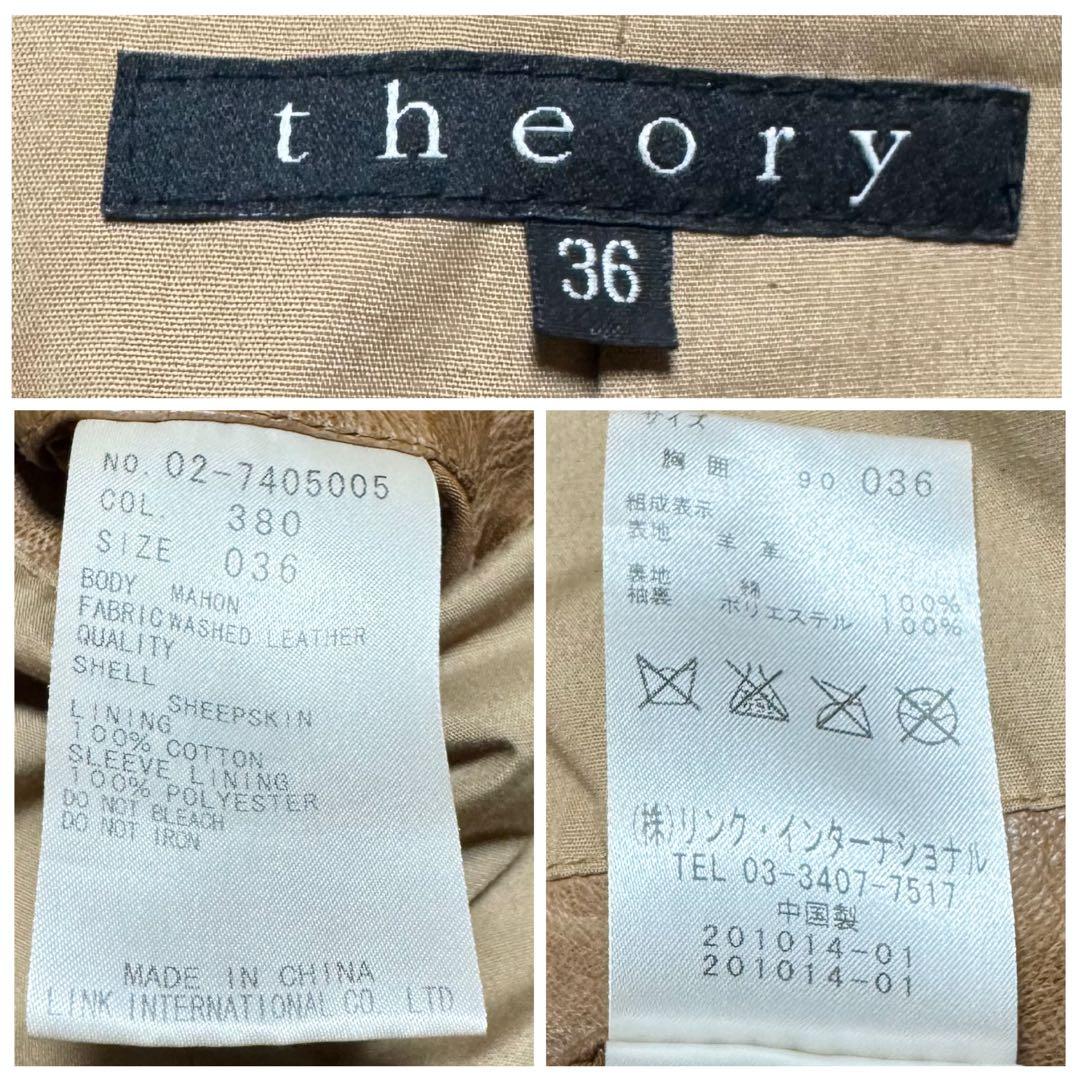 theory
36
NO. 02-7405005
COL. 380
SIZE 036
BODY MAHON
FABRIC WASHED LEATHER
QUALITY
SHELL
SHEEPSKIN
LINING
100% COTTON
SLEEVE LINING
100% POLYESTER
DO NOT BLEACH
DO NOT IRON
MADE IN CHINA
LINK INTERNATIONAL CO. LTD
サイズ
胸囲 90 036
組成表示
表地 羊革
裏地 綿 100%
袖裏 ポリエステル 100%
(株)リンク・インターナショナル
TEL 03-3407-7517
中国製
201014-01
201014-01